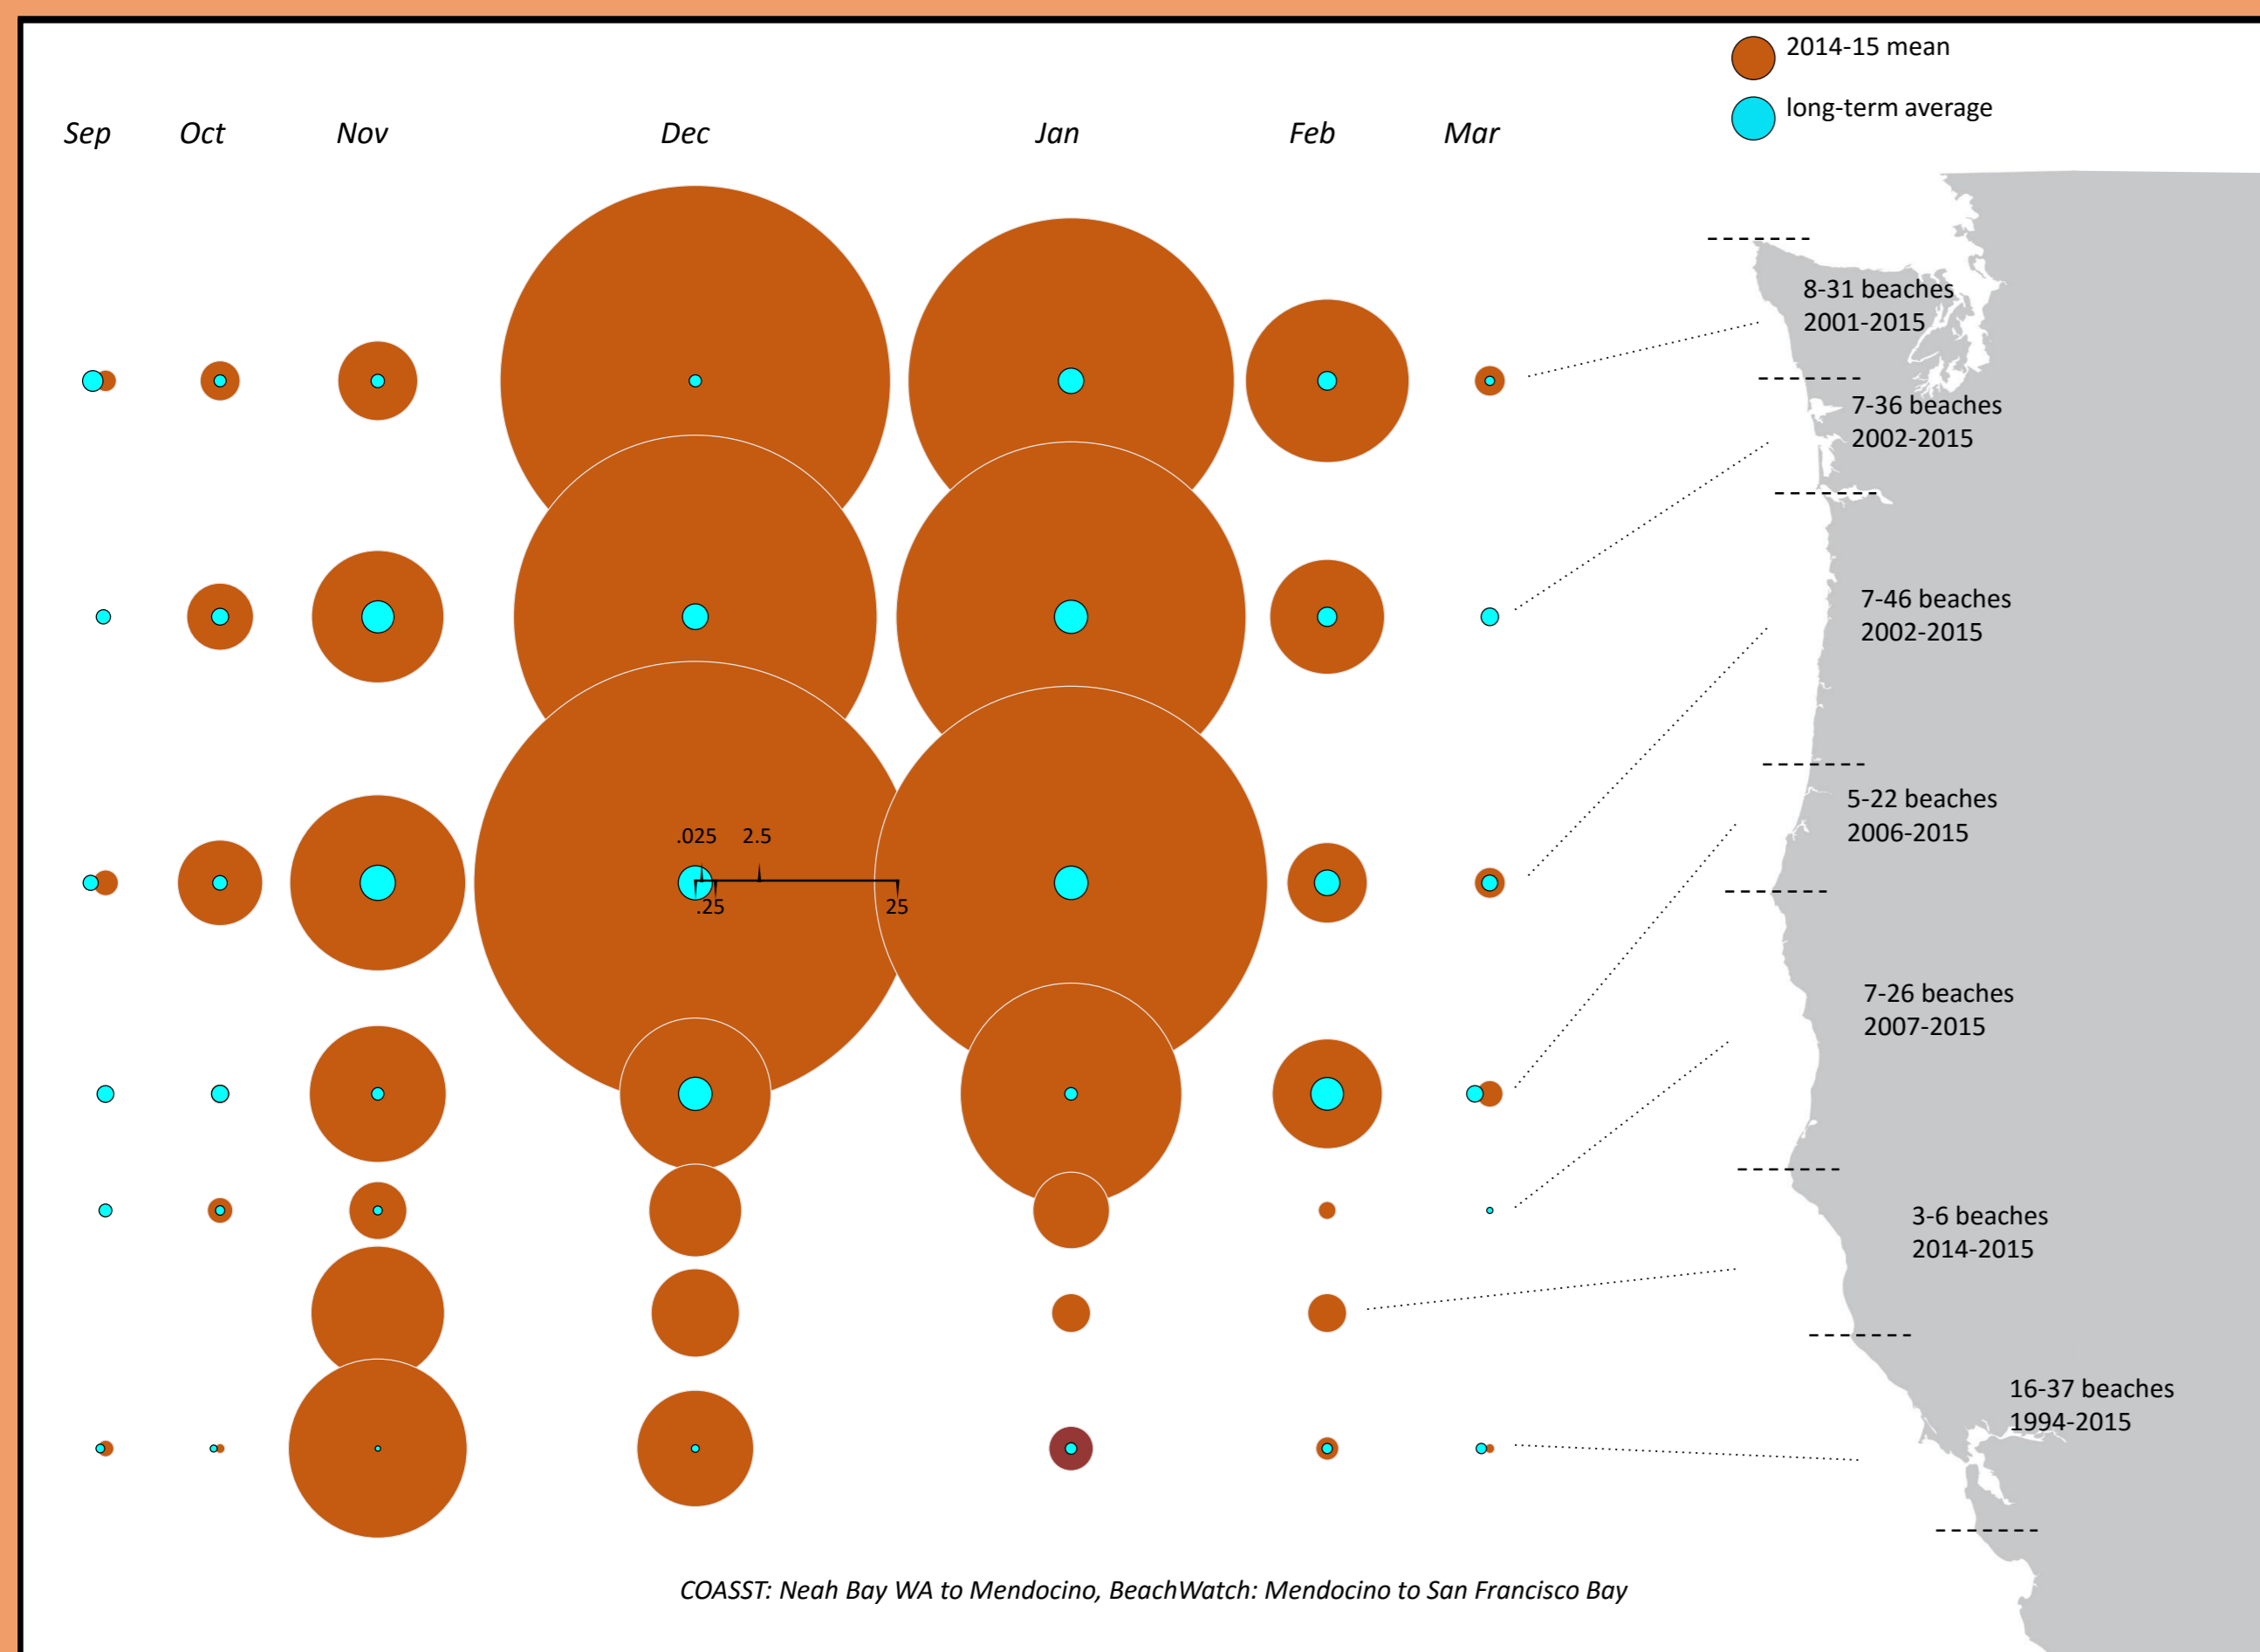 2014-15 mean
long-term average
Sep Oct Nov Dec Jan Feb Mar
8-31 beaches
2001-2015
7-36 beaches
2002-2015
7-46 beaches
2002-2015
5-22 beaches
2006-2015
.025 2.5
.25 25
7-26 beaches
2007-2015
3-6 beaches
2014-2015
16-37 beaches
1994-2015
COASST: Neah Bay WA to Mendocino, BeachWatch: Mendocino to San Francisco Bay